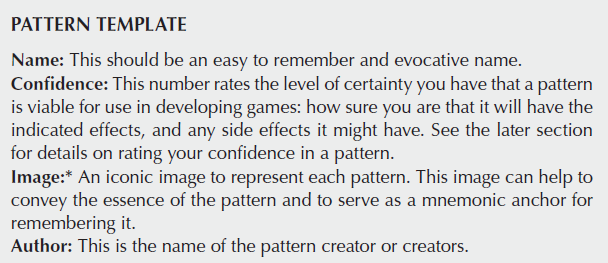 PATTERN TEMPLATE
Name: This should be an easy to remember and evocative name.
Confidence: This number rates the level of certainty you have that a pattern
is viable for use in developing games: how sure you are that it will have the
indicated effects, and any side effects it might have. See the later section
for details on rating your confidence in a pattern.
Image:* An iconic image to represent each pattern. This image can help to
convey the essence of the pattern and to serve as a mnemonic anchor for
remembering it.
Author: This is the name of the pattern creator or creators.